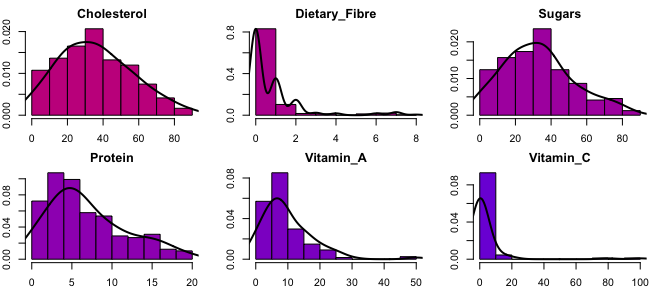 Cholesterol
0.000 0.010 0.020
0 20 40 60 80
Dietary_Fibre
0.0 0.4 0.8
0 2 4 6 8
Sugars
0.000 0.010 0.020
0 20 40 60 80
Protein
0.00 0.04 0.08
0 5 10 15 20
Vitamin_A
0.00 0.04 0.08
0 10 20 30 40 50
Vitamin_C
0.00 0.04 0.08
0 20 40 60 80 100